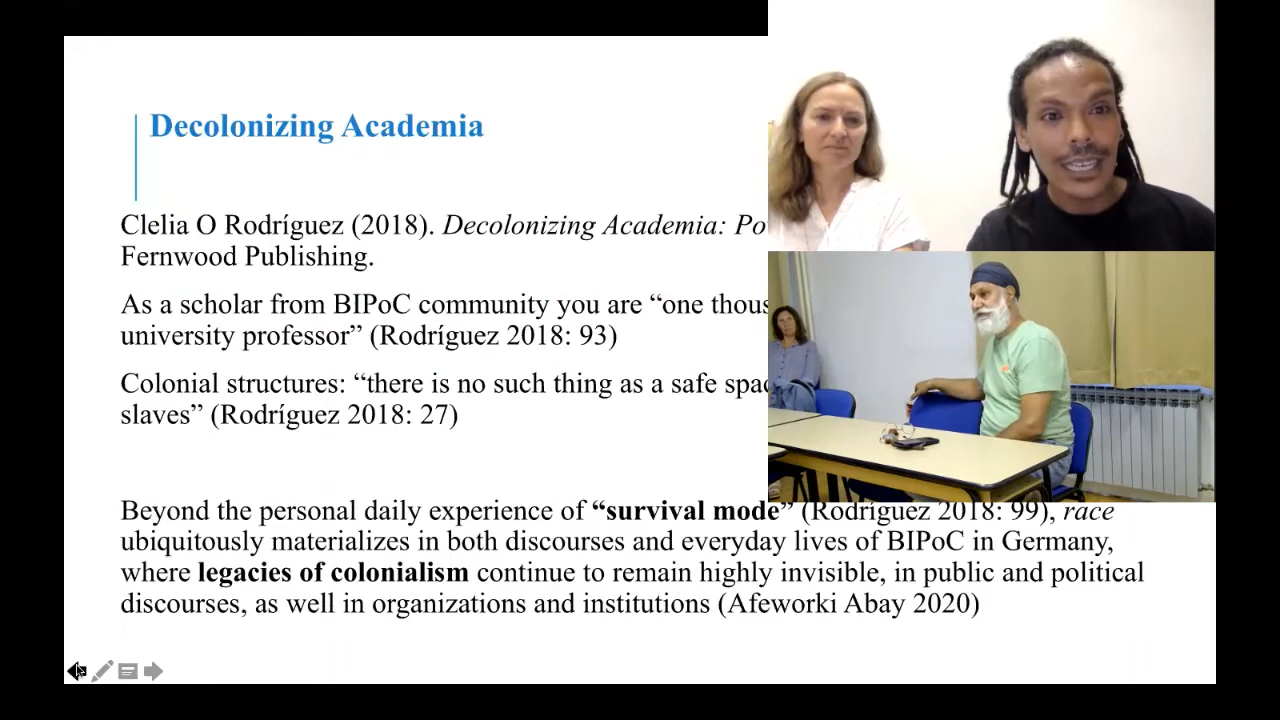 Decolonizing Academia
Clelia O Rodríguez (2018). Decolonizing Academia: Po
Fernwood Publishing.
As a scholar from BIPoC community you are “one thous
university professor” (Rodríguez 2018: 93)
Colonial structures: “there is no such thing as a safe spac
slaves” (Rodríguez 2018: 27)
Beyond the personal daily experience of “survival mode” (Rodríguez 2018: 99), race
ubiquitously materializes in both discourses and everyday lives of BIPoC in Germany,
where legacies of colonialism continue to remain highly invisible, in public and political
discourses, as well in organizations and institutions (Afeworki Abay 2020)